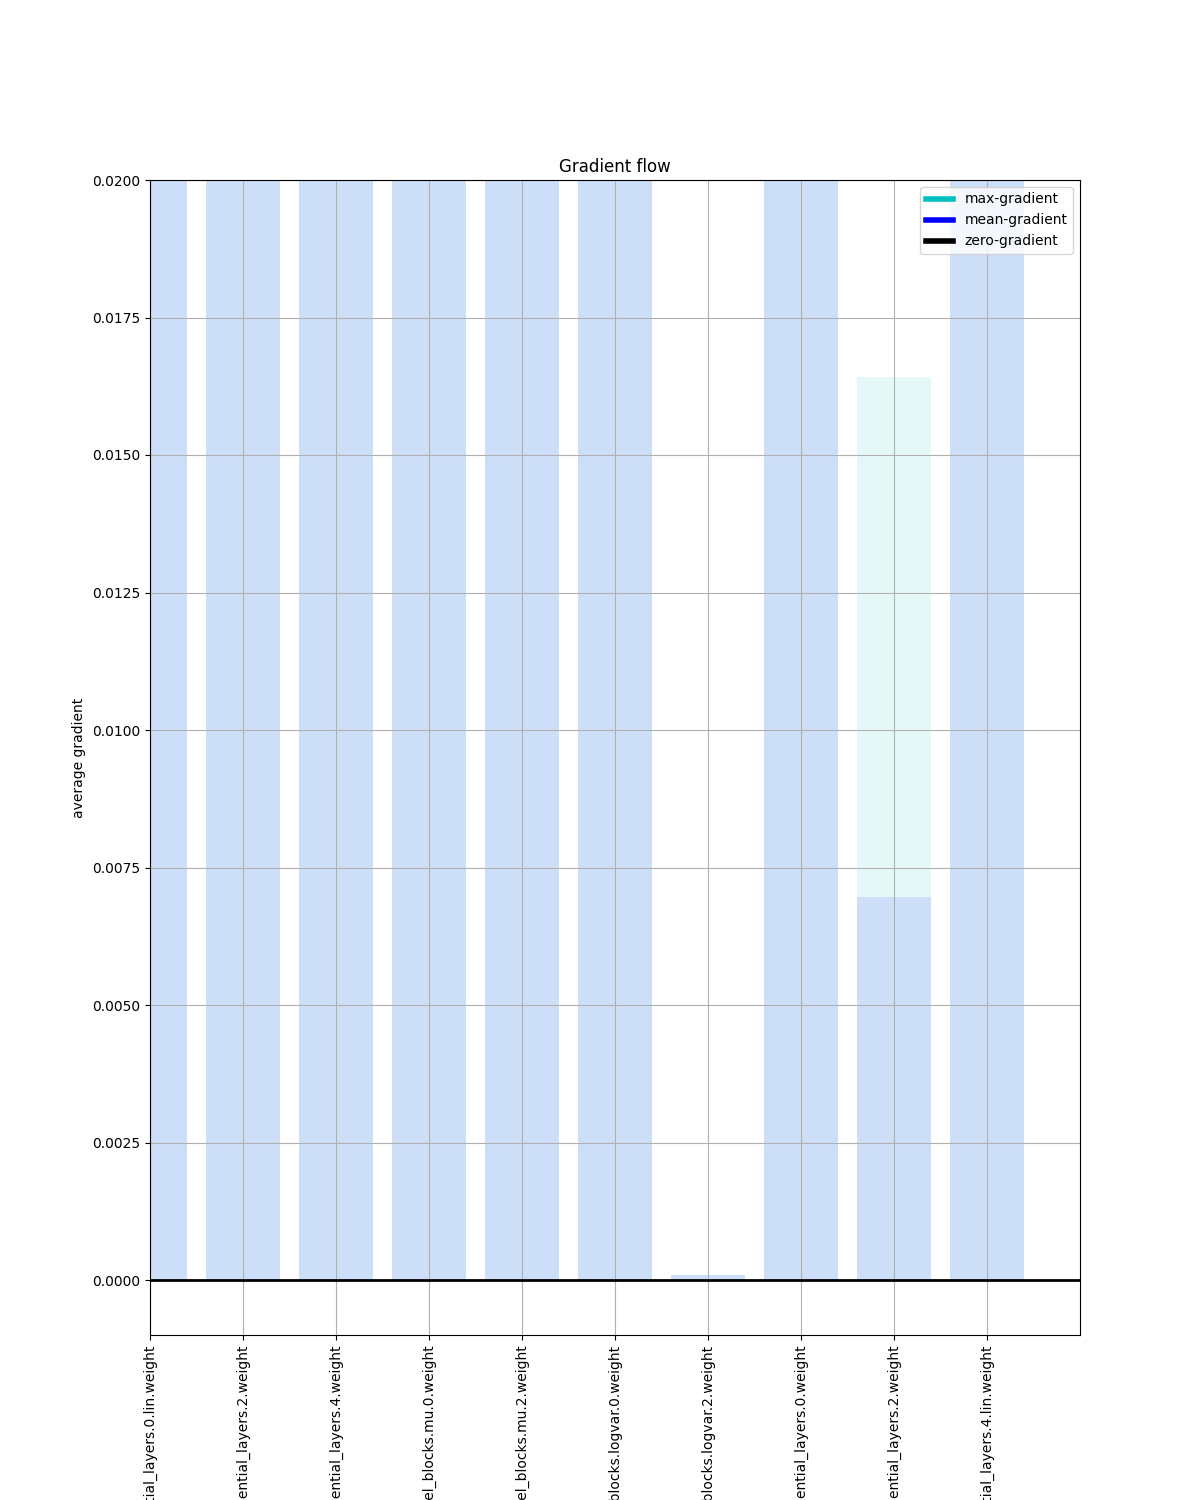 Gradient flow
max-gradient
mean-gradient
zero-gradient
0.0200
0.0175
0.0150
0.0125
0.0100
0.0075
0.0050
0.0025
0.0000
average gradient
tial_layers.0.lin.weight
ential_layers.2.weight
ential_layers.4.weight
el_blocks.mu.0.weight
el_blocks.mu.2.weight
blocks.logvar.0.weight
blocks.logvar.2.weight
ential_layers.0.weight
ential_layers.2.weight
tial_layers.4.lin.weight